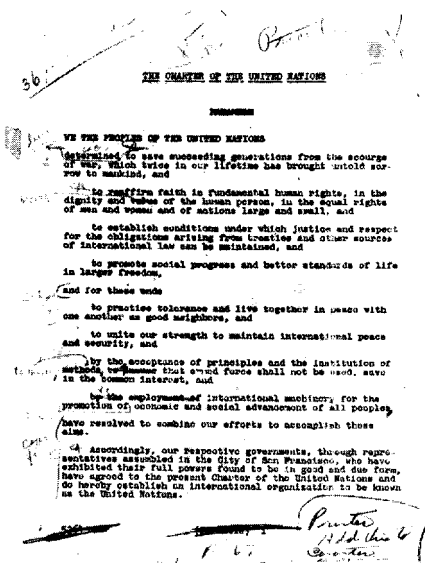 36
THE CHARTER OF THE UNITED NATIONS
WE THE PEOPLES OF THE UNITED NATIONS
determined to save succeeding generations from the scourge
of war, which twice in our lifetime has brought untold sor-
row to mankind, and
to reaffirm faith in fundamental human rights, in the
dignity and value of the human person, in the equal rights
of men and women and of nations large and small, and
to establish conditions under which justice and respect
for the obligations arising from treaties and other sources
of international law can be maintained, and
to promote social progress and better standards of life
in larger freedom,
and for these ends
to practice tolerance and live together in peace with
one another as good neighbors, and
to unite our strength to maintain international peace
and security, and
by the acceptance of principles and the institution of
methods, that armed force shall not be used, save
in the common interest, and
by the employment of international machinery for the
promotion of economic and social advancement of all peoples,
have resolved to combine our efforts to accomplish these
aims.
Accordingly, our respective governments, through repre-
sentatives assembled in the City of San Francisco, who have
exhibited their full powers found to be in good and due form,
have agreed to the present Charter of the United Nations and
do hereby establish an international organization to be known
as the United Nations.
Printer
Add this to